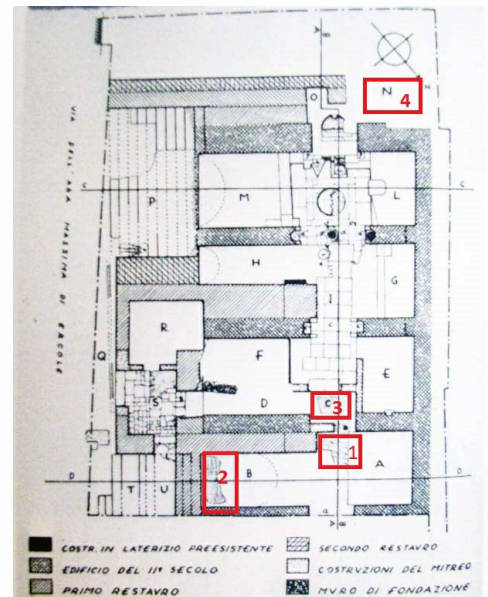 N
4
O
VIA DELL'ARA MASSIMA DI ERCOLE
C
C
P
M
L
H
G
I
R
Q
F
E
S
D
C
3
1
2
B
A
D
D
T
U
COSTR. IN LATERIZIO PREESISTENTE
SECONDO RESTAURO
EDIFICIO DEL II° SECOLO
COSTRUZIONI DEL MITREO
PRIMO RESTAURO
MURO DI FONDAZIONE